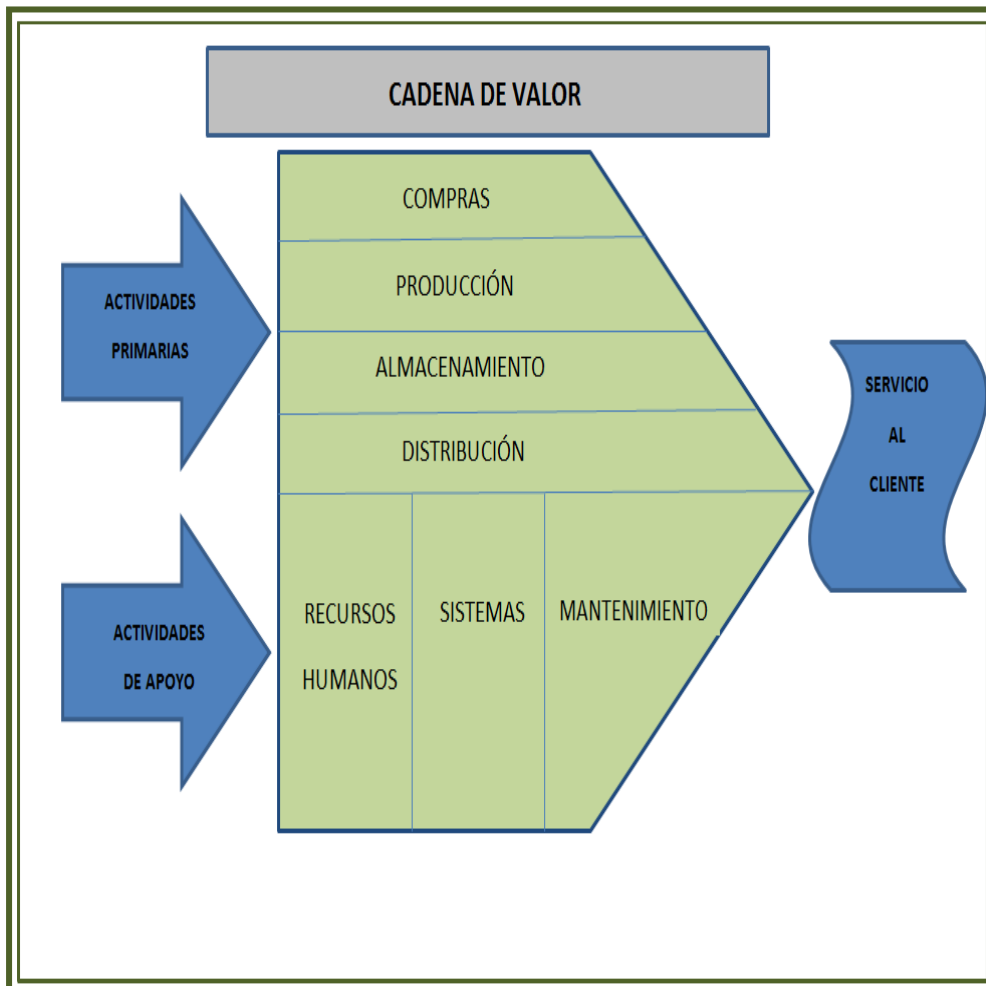 CADENA DE VALOR
COMPRAS
PRODUCCIÓN
ALMACENAMIENTO
DISTRIBUCIÓN
ACTIVIDADES
PRIMARIAS
RECURSOS
HUMANOS
SISTEMAS
MANTENIMIENTO
ACTIVIDADES
DE APOYO
SERVICIO
AL
CLIENTE